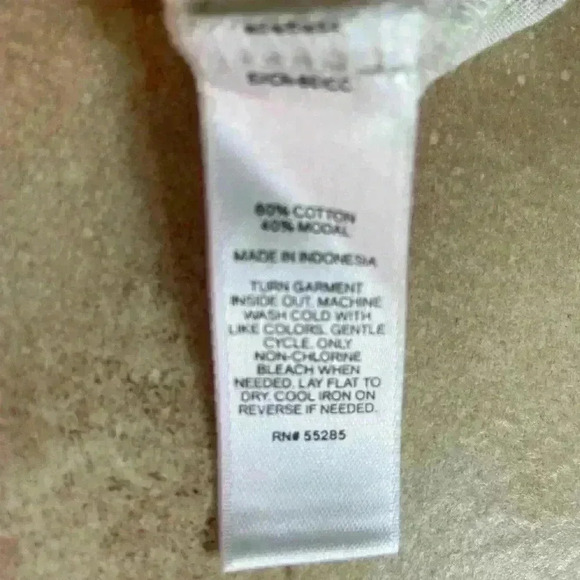 60% COTTON
40% MODAL
MADE IN INDONESIA
TURN GARMENT
INSIDE OUT. MACHINE
WASH COLD WITH
LIKE COLORS. GENTLE
CYCLE. ONLY
NON-CHLORINE
BLEACH WHEN
NEEDED. LAY FLAT TO
DRY. COOL IRON ON
REVERSE IF NEEDED.
RN# 55285